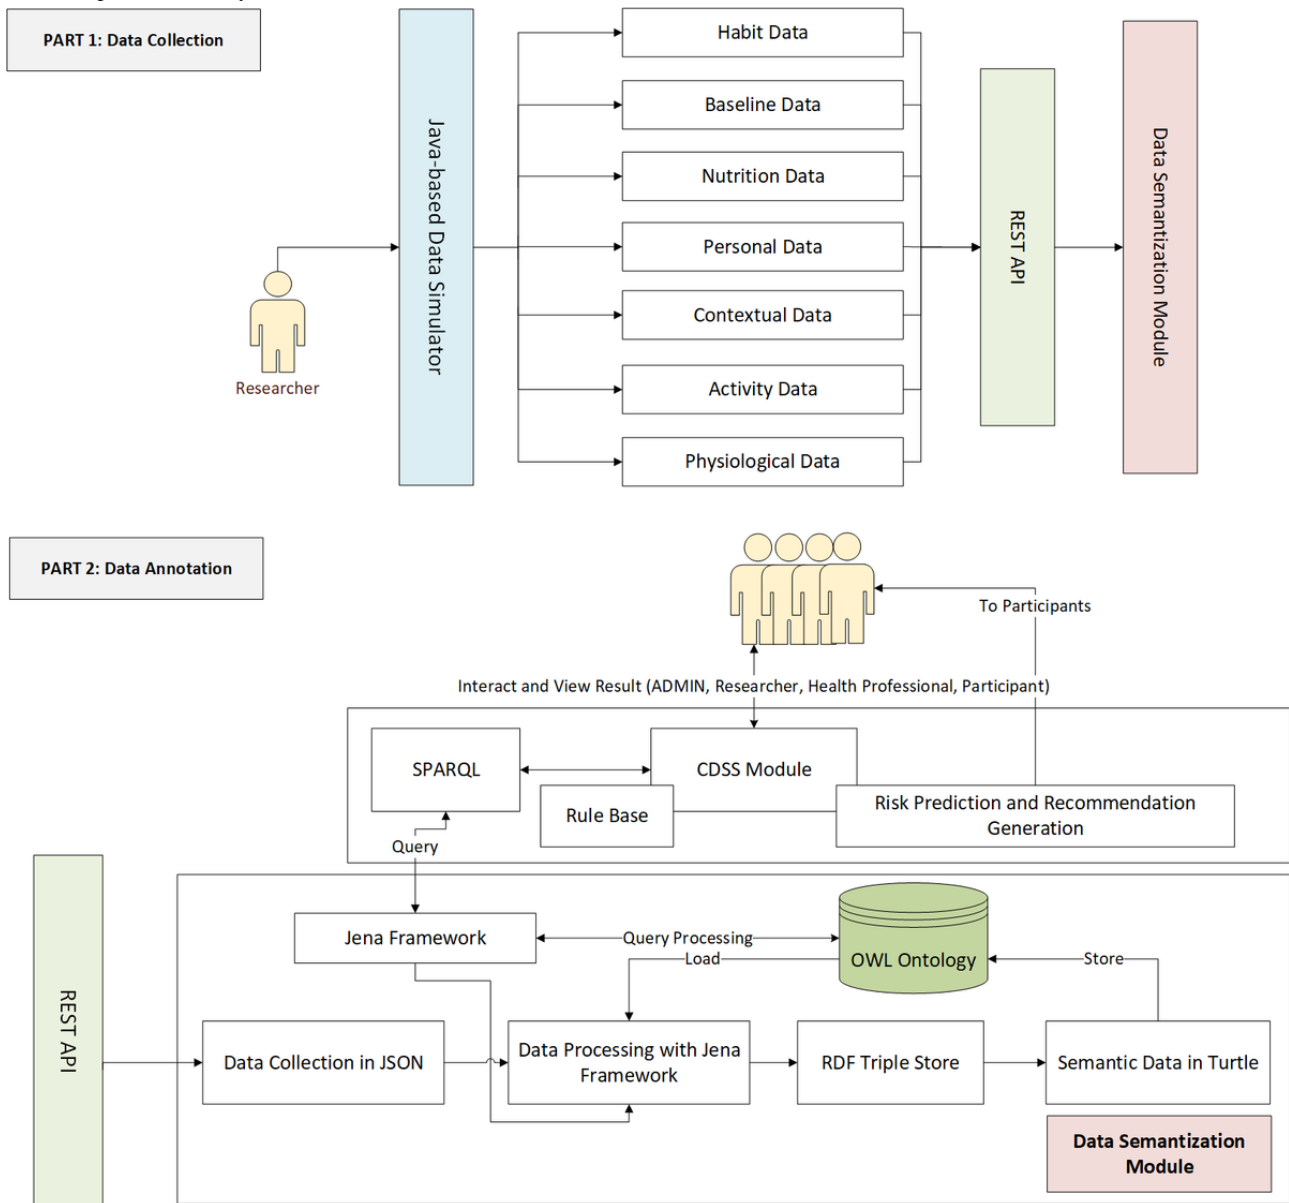 PART 1: Data Collection
Java-based Data Simulator
Habit Data
Baseline Data
Nutrition Data
Personal Data
Contextual Data
Activity Data
Physiological Data
REST API
Data Semantization Module
Researcher
PART 2: Data Annotation
To Participants
Interact and View Result (ADMIN, Researcher, Health Professional, Participant)
SPARQL
CDSS Module
Rule Base
Risk Prediction and Recommendation
Generation
Query
Jena Framework
Query Processing
Load
OWL Ontology
Store
REST API
Data Collection in JSON
Data Processing with Jena
Framework
RDF Triple Store
Semantic Data in Turtle
Data Semantization
Module